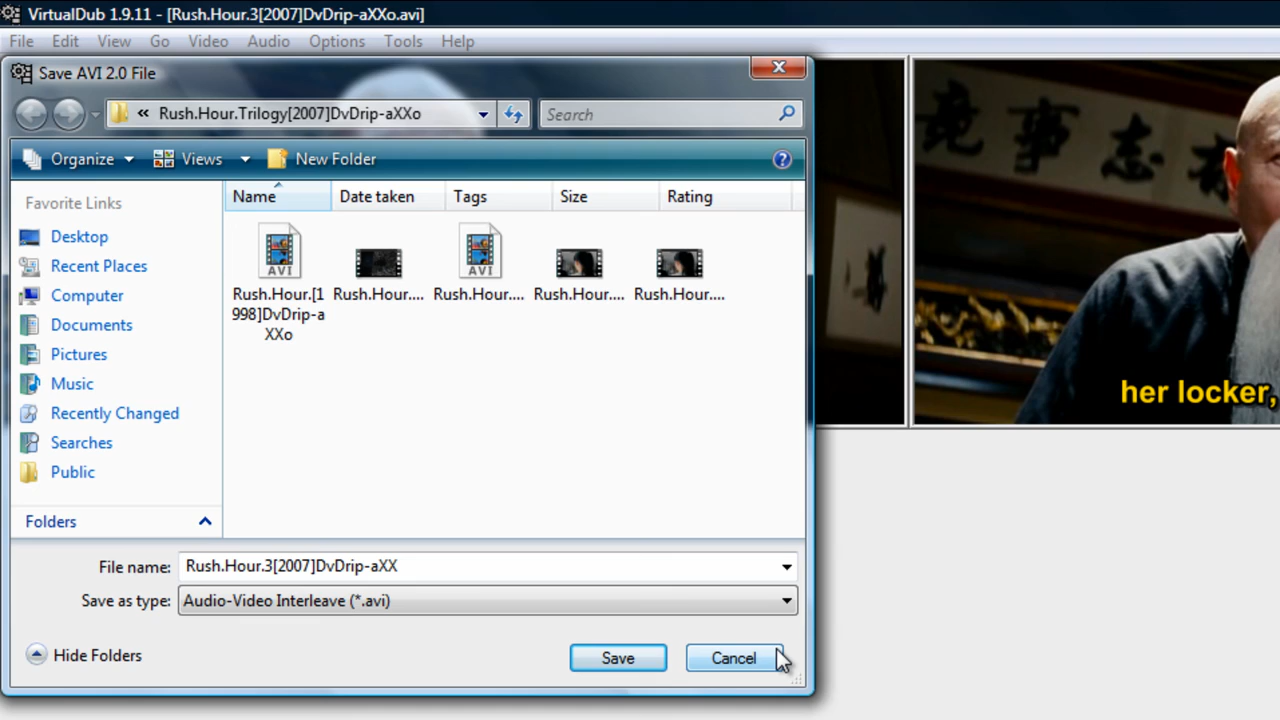 VirtualDub 1.9.11 - [Rush.Hour.3[2007]DvDrip-aXXo.avi]
File Edit View Go Video Audio Options Tools Help
Save AVI 2.0 File
« Rush.Hour.Trilogy[2007]DvDrip-aXXo Search
Organize Views New Folder ?
Favorite Links
Name Date taken Tags Size Rating
Desktop
Recent Places
Computer
Documents
Pictures
Music
Recently Changed
Searches
Public
Folders
AVI AVI
Rush.Hour.[1 Rush.Hour.... Rush.Hour.... Rush.Hour.... Rush.Hour....
998]DvDrip-a
XXo
her locker,
File name: Rush.Hour.3[2007]DvDrip-aXX
Save as type: Audio-Video Interleave (*.avi)
Hide Folders Save Cancel